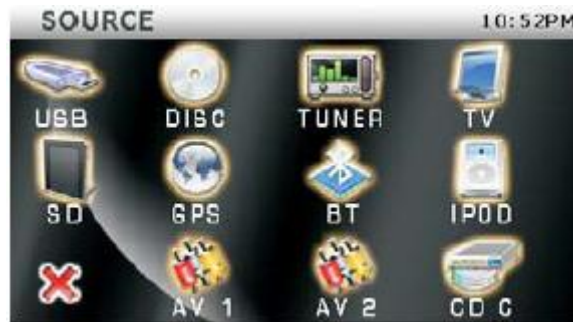 SOURCE 10:52PM
USB DISC TUNER TV
SD GPS BT IPOD
AV 1 AV 2 CD C